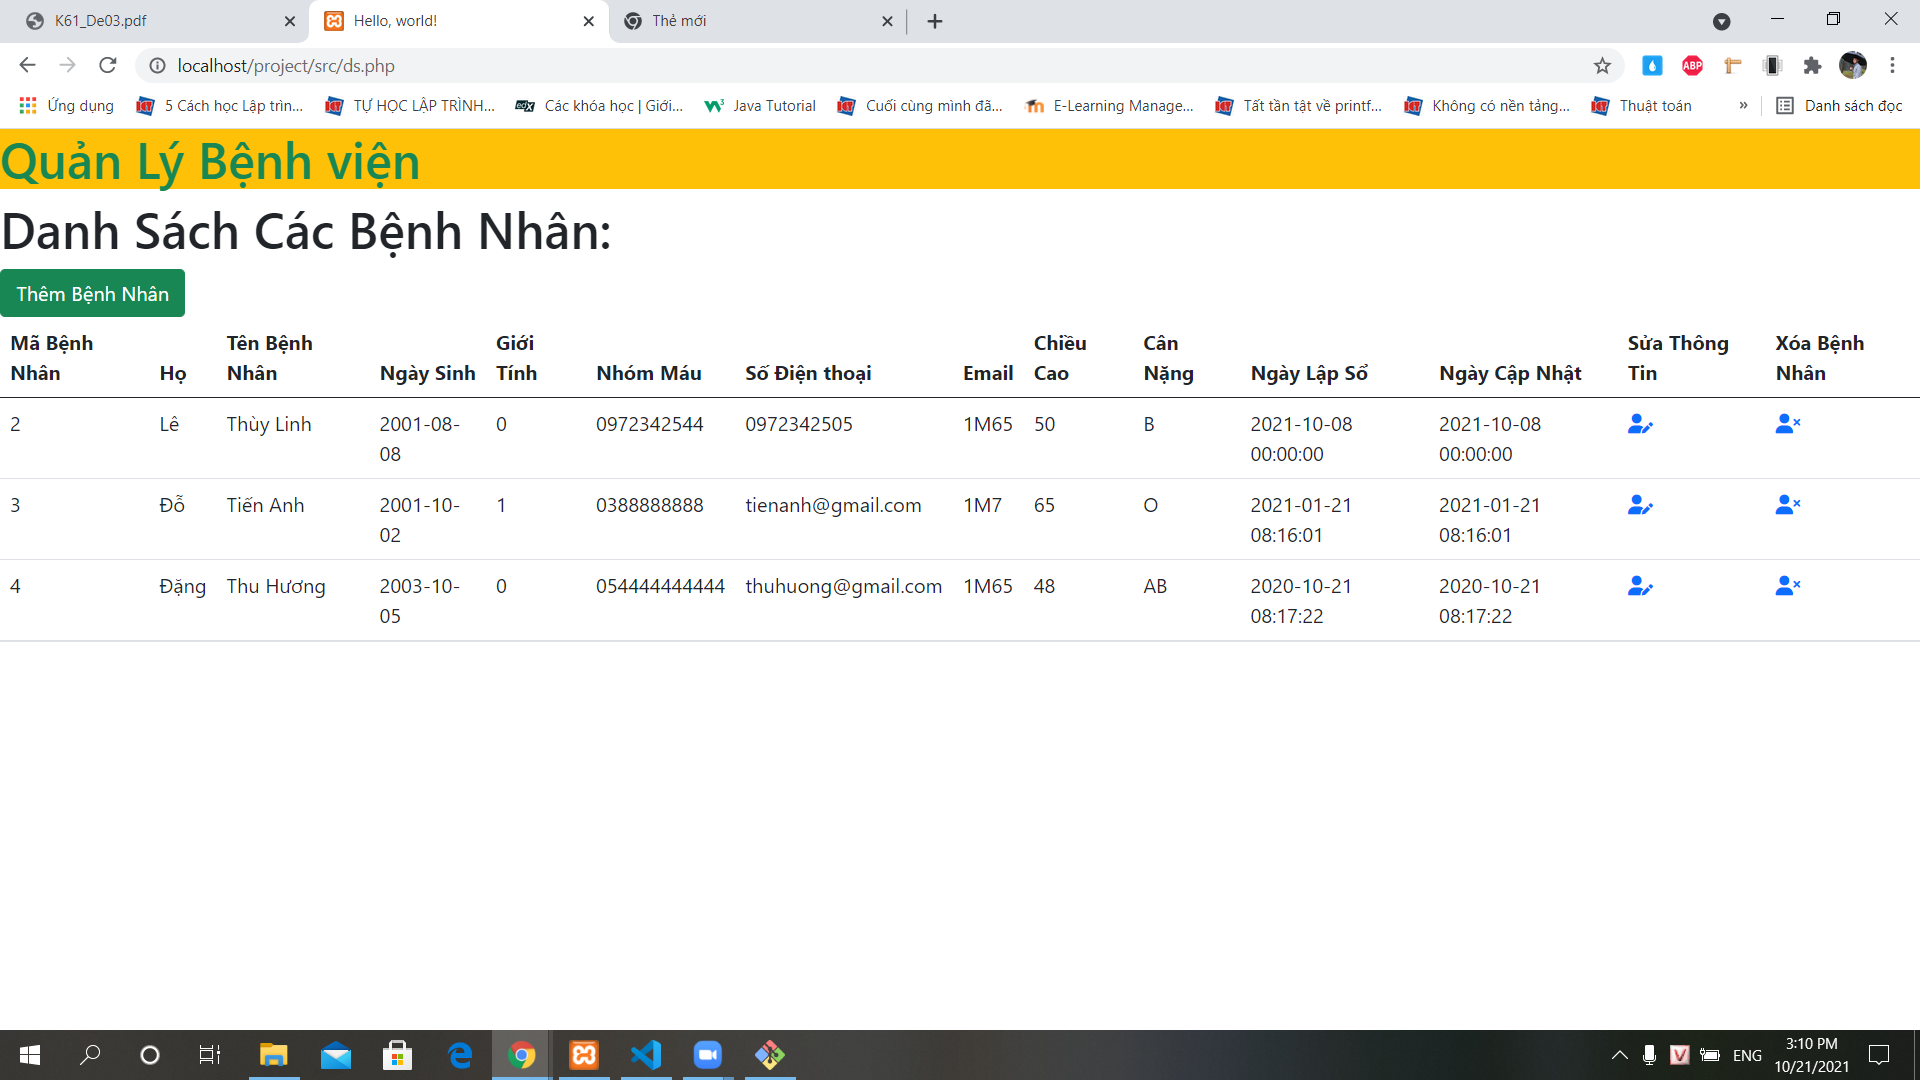 K61_De03.pdf
Hello, world!
Thẻ mới
localhost/project/src/ds.php
ABP
Ứng dụng
5 Cách học Lập trìn...
TỰ HỌC LẬP TRÌNH...
edX
Các khóa học | Giới...
Java Tutorial
Cuối cùng mình đã...
E-Learning Manage...
Tất tần tật về printf...
Không có nền tảng...
Thuật toán
»
Danh sách đọc
Quản Lý Bệnh viện
Danh Sách Các Bệnh Nhân:
Thêm Bệnh Nhân
Mã Bệnh Nhân Họ Tên Bệnh Nhân Ngày Sinh Giới Tính Nhóm Máu Số Điện thoại Email Chiều Cao Cân Nặng Ngày Lập Sổ Ngày Cập Nhật Sửa Thông Tin Xóa Bệnh Nhân
2 Lê Thùy Linh 2001-08-08 0 0972342544 0972342505 1M65 50 B 2021-10-08 00:00:00 2021-10-08 00:00:00
3 Đỗ Tiến Anh 2001-10-02 1 0388888888 tienanh@gmail.com 1M7 65 O 2021-01-21 08:16:01 2021-01-21 08:16:01
4 Đặng Thu Hương 2003-10-05 0 054444444444 thuhuong@gmail.com 1M65 48 AB 2020-10-21 08:17:22 2020-10-21 08:17:22
V
ENG
3:10 PM
10/21/2021